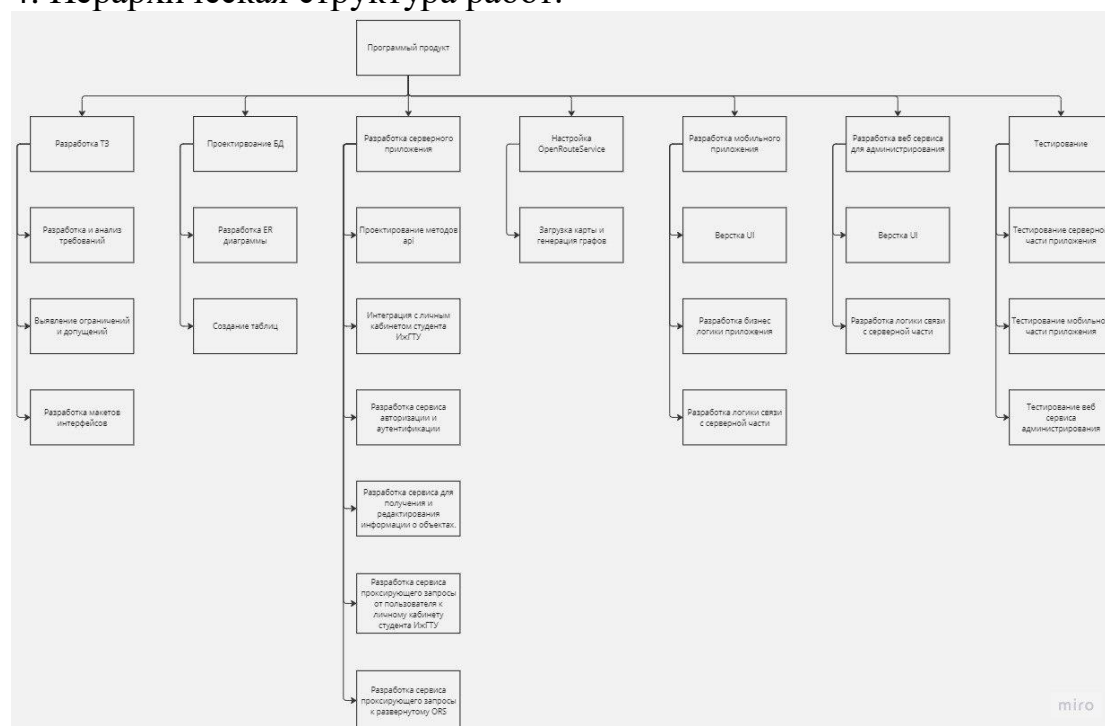 4. Иерархическая структура работ.
Программый продукт
Разработка ТЗ
Разработка и анализ
требований
Выявление ограничений
и допущений
Разработка макетов
интерфейсов
Проектирвоание БД
Разработка ER
диаграммы
Создание таблиц
Разработка серверного
приложения
Проектирование методов
api
Интеграция с личным
кабинетом студента
ИжГТУ
Разработка сервиса
авторизации и
аутентификации
Разработка сервиса для
получения и
редактирования
информации о объектах.
Разработка сервиса
проксирующего запросы
от пользователя к
личному кабинету
студента ИжГТУ
Разработка сервиса
проксирующего запросы
к развернутому ORS
Настройка
OpenRouteService
Загрузка карты и
генерация графов
Разработка мобильного
приложения
Верстка UI
Разработка бизнес
логики приложения
Разработка логики связи
с серверной части
Разработка веб сервиса
для администрирования
Верстка UI
Разработка логики связи
с серверной части
Тестирование
Тестирование серверной
части приложения
Тестирование мобильной
части приложения
Тестирование веб
сервиса
администрирования
miro